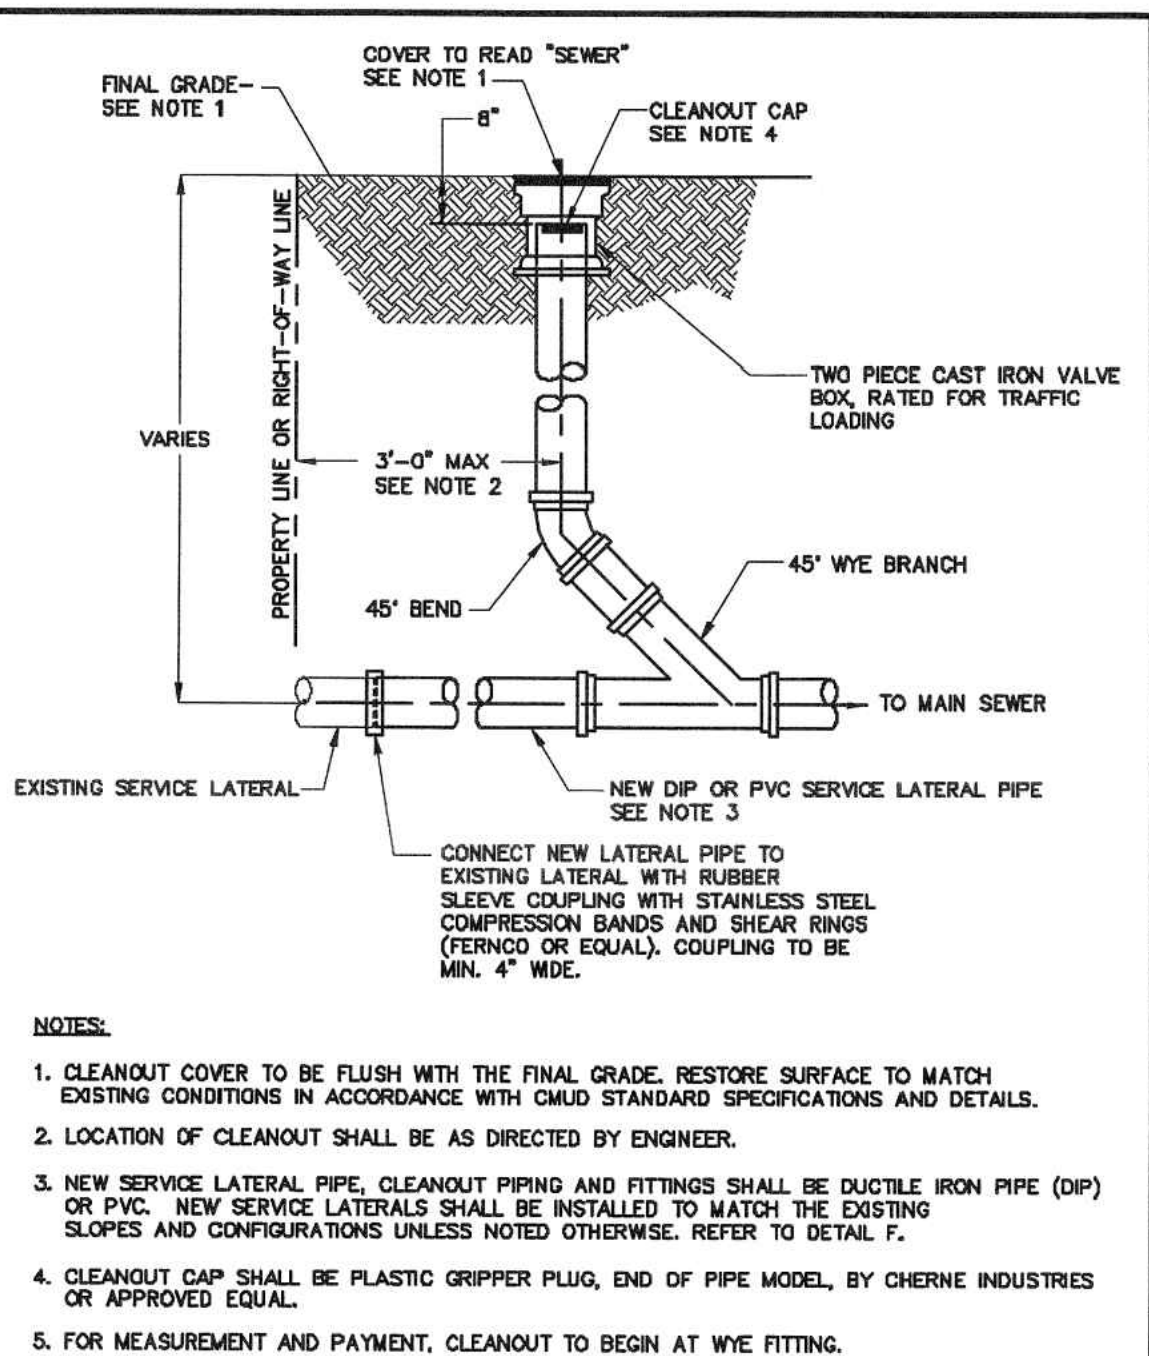 COVER TO READ "SEWER"
SEE NOTE 1
FINAL GRADE-
SEE NOTE 1
8"
CLEANOUT CAP
SEE NOTE 4
PROPERTY LINE OR RIGHT-OF-WAY LINE
TWO PIECE CAST IRON VALVE
BOX, RATED FOR TRAFFIC
LOADING
VARIES
3'-0" MAX
SEE NOTE 2
45° WYE BRANCH
45° BEND
TO MAIN SEWER
EXISTING SERVICE LATERAL
NEW DIP OR PVC SERVICE LATERAL PIPE
SEE NOTE 3
CONNECT NEW LATERAL PIPE TO
EXISTING LATERAL WITH RUBBER
SLEEVE COUPLING WITH STAINLESS STEEL
COMPRESSION BANDS AND SHEAR RINGS
(FERNCO OR EQUAL). COUPLING TO BE
MIN. 4" WIDE.
NOTES:
1. CLEANOUT COVER TO BE FLUSH WITH THE FINAL GRADE. RESTORE SURFACE TO MATCH
EXISTING CONDITIONS IN ACCORDANCE WITH CMUD STANDARD SPECIFICATIONS AND DETAILS.
2. LOCATION OF CLEANOUT SHALL BE AS DIRECTED BY ENGINEER.
3. NEW SERVICE LATERAL PIPE, CLEANOUT PIPING AND FITTINGS SHALL BE DUCTILE IRON PIPE (DIP)
OR PVC. NEW SERVICE LATERALS SHALL BE INSTALLED TO MATCH THE EXISTING
SLOPES AND CONFIGURATIONS UNLESS NOTED OTHERWISE. REFER TO DETAIL F.
4. CLEANOUT CAP SHALL BE PLASTIC GRIPPER PLUG, END OF PIPE MODEL, BY CHERNE INDUSTRIES
OR APPROVED EQUAL.
5. FOR MEASUREMENT AND PAYMENT, CLEANOUT TO BEGIN AT WYE FITTING.